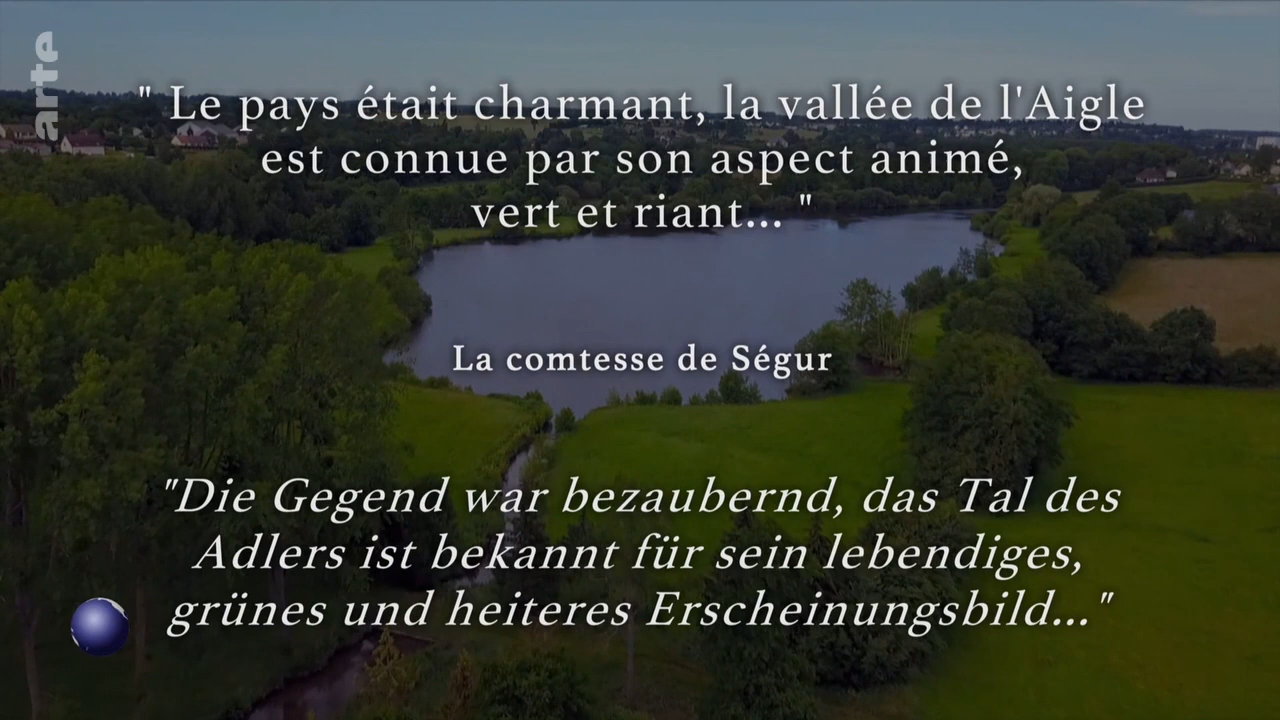 arte
" Le pays était charmant, la vallée de l'Aigle
est connue par son aspect animé,
vert et riant... "
La comtesse de Ségur
"Die Gegend war bezaubernd, das Tal des
Adlers ist bekannt für sein lebendiges,
grünes und heiteres Erscheinungsbild..."